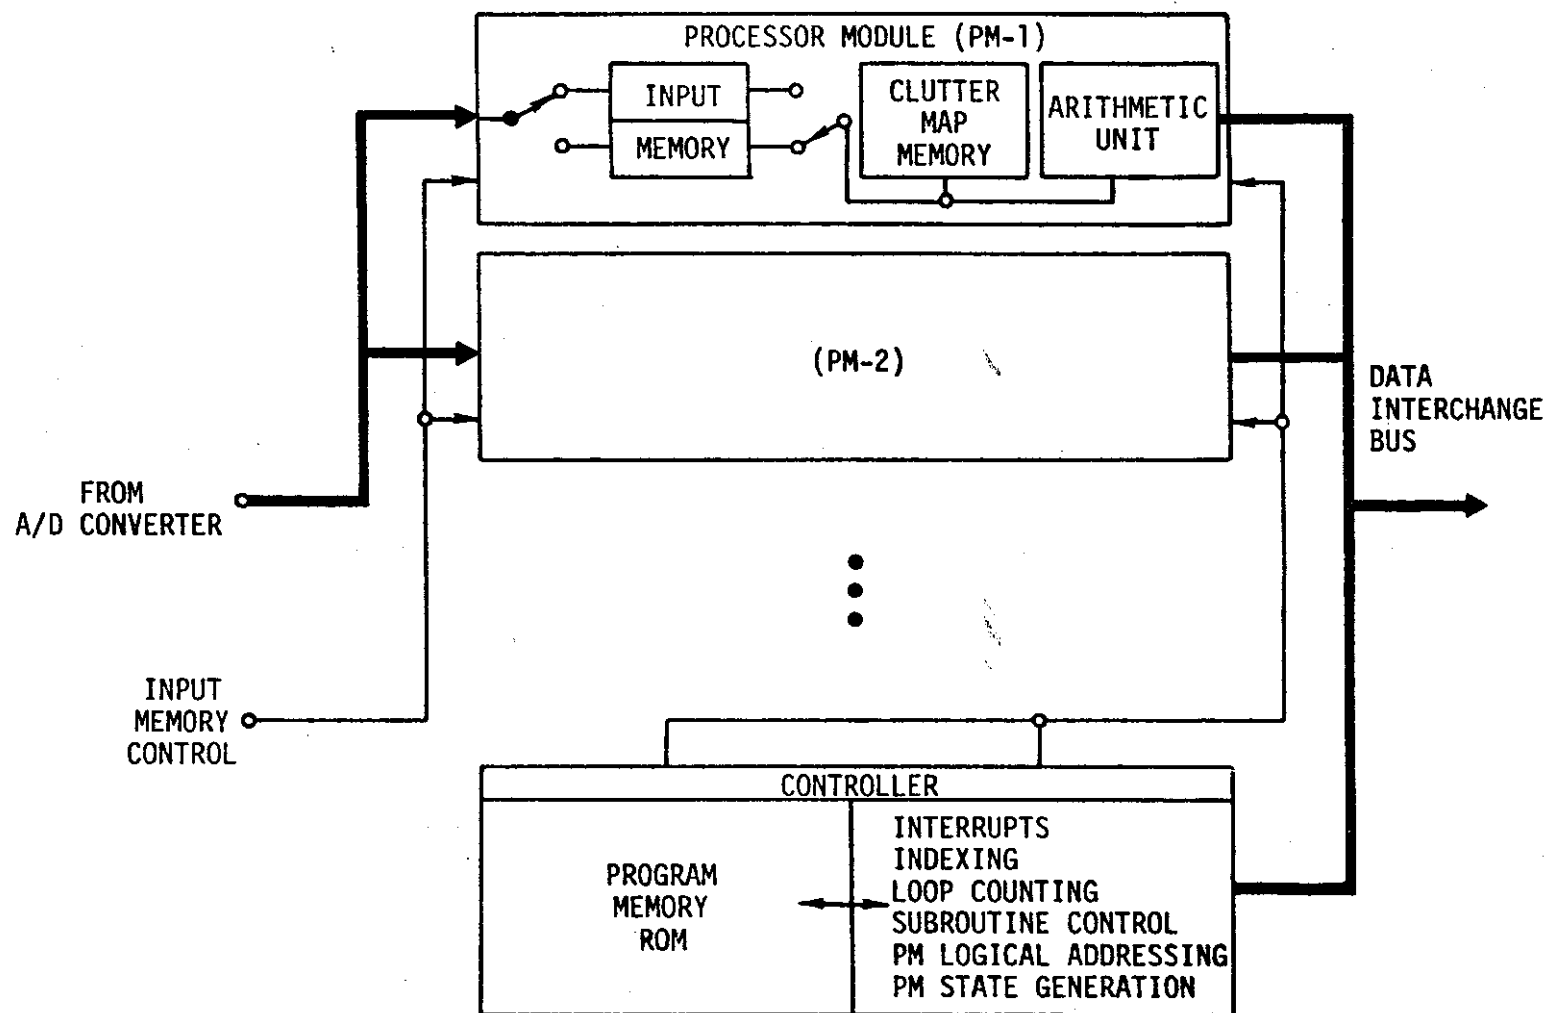 PROCESSOR MODULE (PM-1)
INPUT
MEMORY
CLUTTER
MAP
MEMORY
ARITHMETIC
UNIT
(PM-2)
DATA
INTERCHANGE
BUS
FROM
A/D CONVERTER
INPUT
MEMORY
CONTROL
CONTROLLER
PROGRAM
MEMORY
ROM
INTERRUPTS
INDEXING
LOOP COUNTING
SUBROUTINE CONTROL
PM LOGICAL ADDRESSING
PM STATE GENERATION